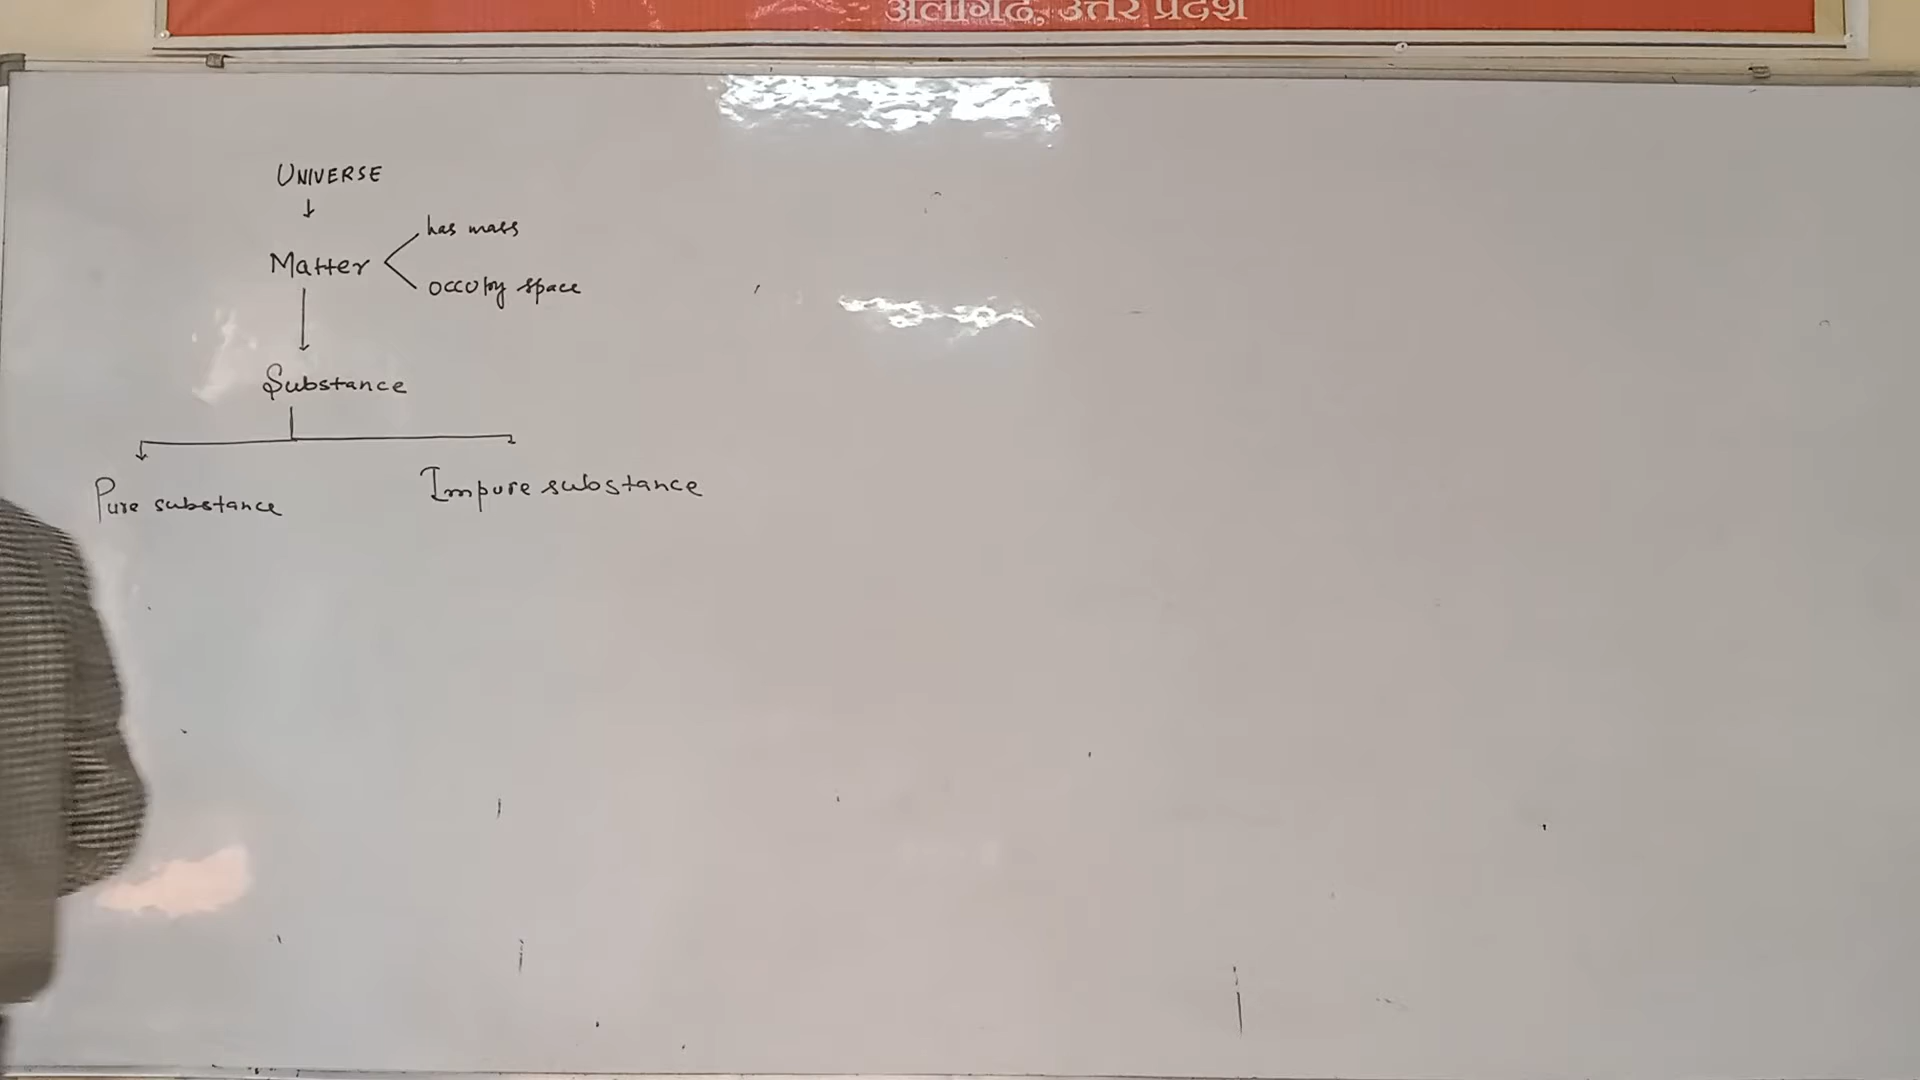 अलीगढ़, उत्तर प्रदेश
UNIVERSE
has mass
Matter
occupy space
Substance
Pure substance
Impure substance